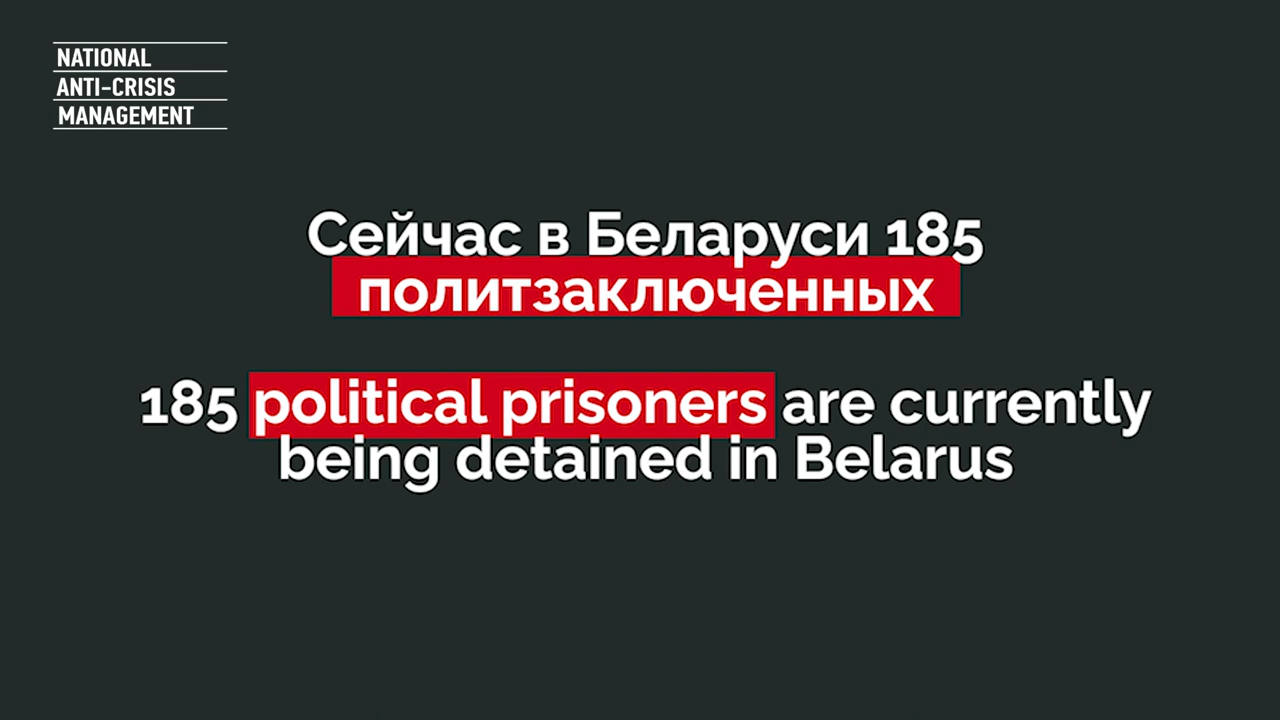 NATIONAL
ANTI-CRISIS
MANAGEMENT
Сейчас в Беларуси 185
политзаключенных
185 political prisoners are currently
being detained in Belarus